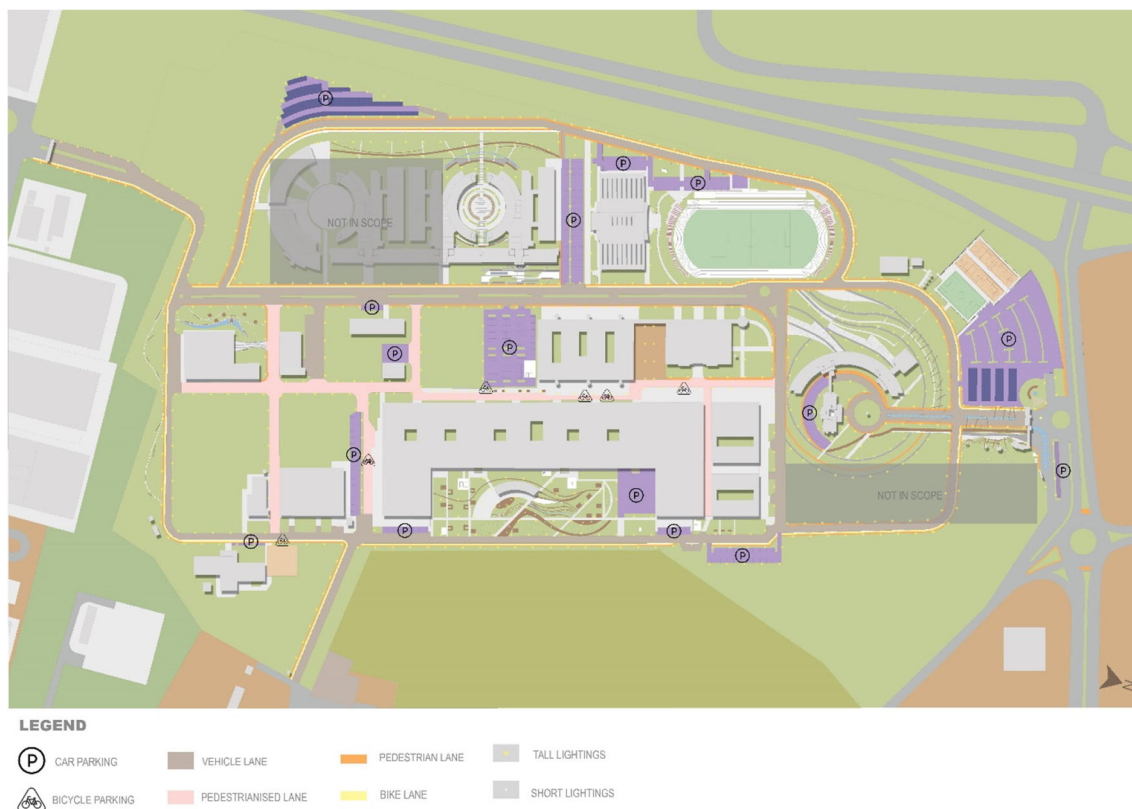 P
P
P
NOT IN SCOPE
P
P
P
P
P
P
P
P
NOT IN SCOPE
P
P
P
P
P
P
N
LEGEND
P CAR PARKING
VEHICLE LANE
PEDESTRIAN LANE
TALL LIGHTINGS
BICYCLE PARKING
PEDESTRIANISED LANE
BIKE LANE
SHORT LIGHTINGS